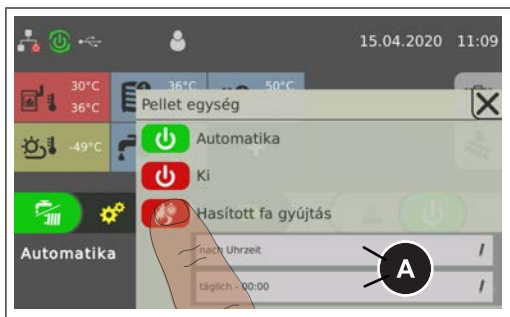 15.04.2020 11:09
30°C
36°C
36°C
50°C
-49°C
Pellet egység
Automatika
Ki
Hasított fa gyújtás
Automatika
nach Uhrzeit
täglich - 00:00
A